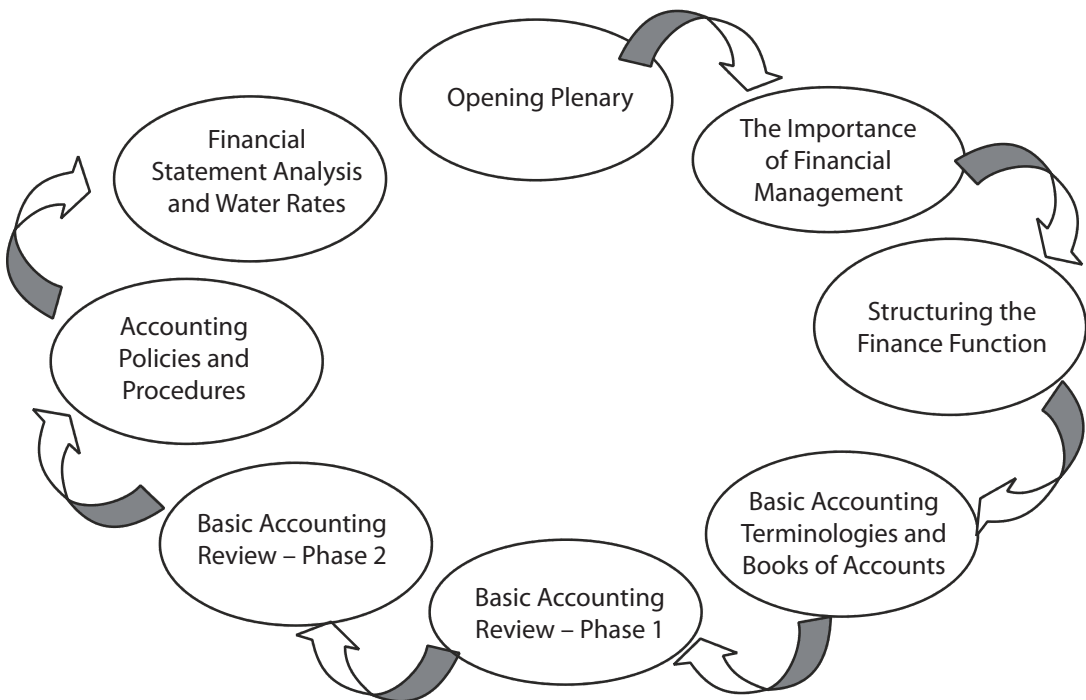 Opening Plenary
The Importance
of Financial
Management
Structuring the
Finance Function
Basic Accounting
Terminologies and
Books of Accounts
Basic Accounting
Review – Phase 1
Basic Accounting
Review – Phase 2
Accounting
Policies and
Procedures
Financial
Statement Analysis
and Water Rates